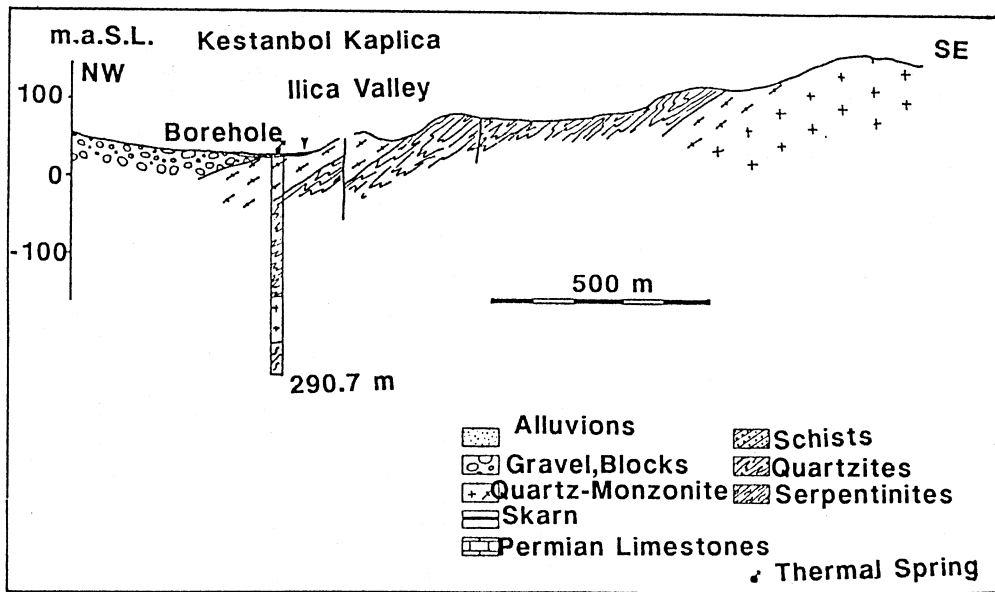 m.a.S.L. Kestanbol Kaplica
NW
SE
Ilica Valley
100
Borehole
0
-100
500 m
290.7 m
Alluvions
Gravel,Blocks
Quartz-Monzonite
Skarn
Permian Limestones
Schists
Quartzites
Serpentinites
Thermal Spring